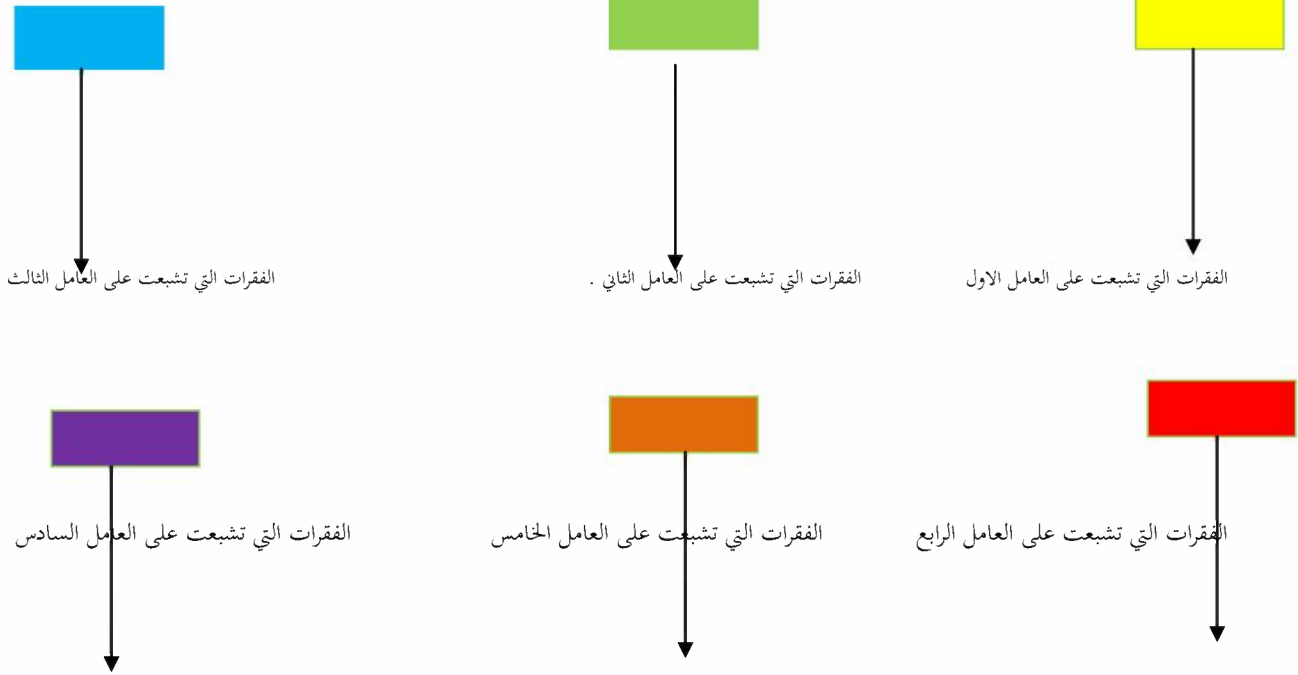 الفقرات التي تشبعت على العامل الاول
الفقرات التي تشبعت على العامل الثاني .
الفقرات التي تشبعت على العامل الثالث
الفقرات التي تشبعت على العامل الرابع
الفقرات التي تشبعت على العامل الخامس
الفقرات التي تشبعت على العامل السادس